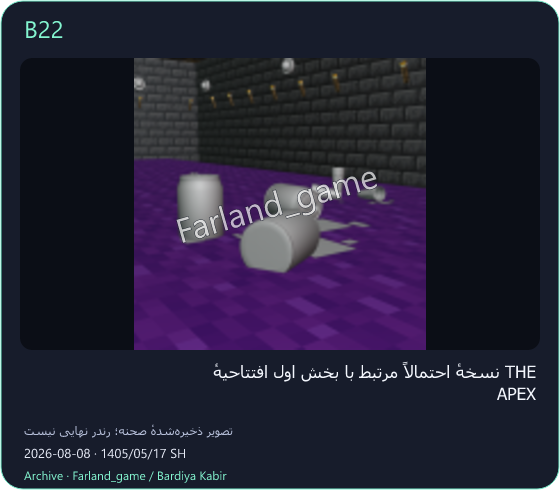 B22
Farland_game
نسخهٔ احتمالاً مرتبط با بخش اول افتتاحیهٔ THE
APEX
تصویر ذخیره‌شدهٔ صحنه؛ رندر نهایی نیست
2026-08-08 · 1405/05/17 SH
Archive · Farland_game / Bardiya Kabir